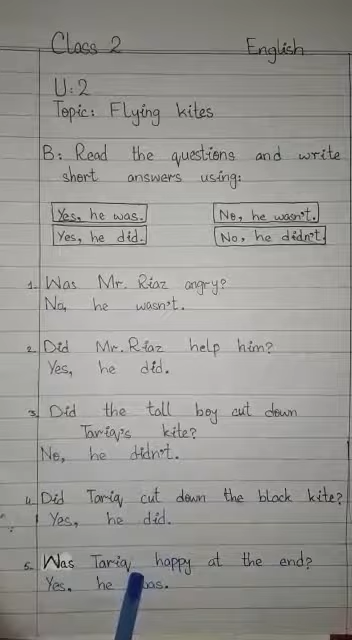 Class 2 English
U:2
Topic: Flying kites
B: Read the questions and write
short answers using:
Yes, he was. No, he wasn't.
Yes, he did. No, he didn't.
1. Was Mr. Riaz angry?
No, he wasn't.
2. Did Mr. Riaz help him?
Yes, he did.
3. Did the tall boy cut down
Tariq's kite?
No, he didn't.
4. Did Tariq cut down the black kite?
Yes, he did.
5. Was Tariq happy at the end?
Yes. he was.